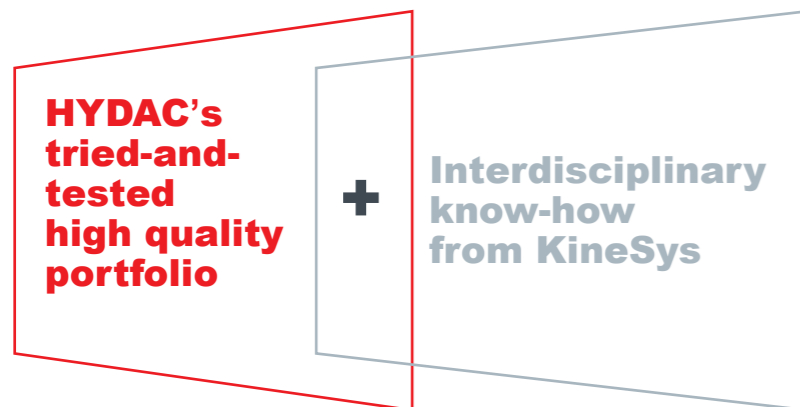 HYDAC's
tried-and-
tested
high quality
portfolio
+
Interdisciplinary
know-how
from KineSys